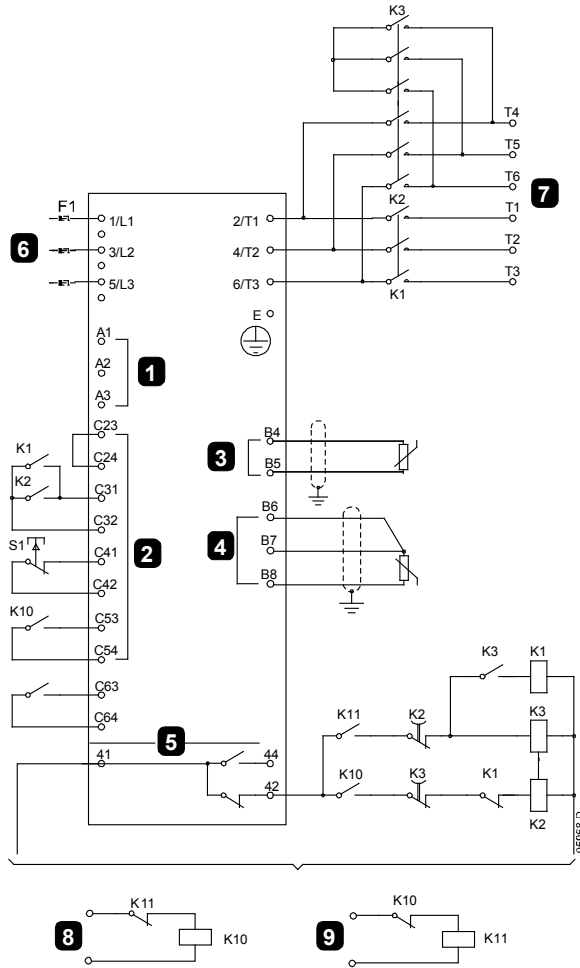 K3
T4
T5
T6
7
F1
K2
1/L1
2/T1
T1
6
3/L2
4/T2
T2
5/L3
6/T3
T3
K1
E
A1
A2
1
A3
C23
B4
K1
3
C24
B5
K2
C31
B6
C32
4
B7
S1
2
C41
B8
C42
K10
C53
C54
K3
K1
C63
K11
K2
K3
C64
5
41
44
K10
K3
K1
42
K2
K11
8
K10
K10
9
K11